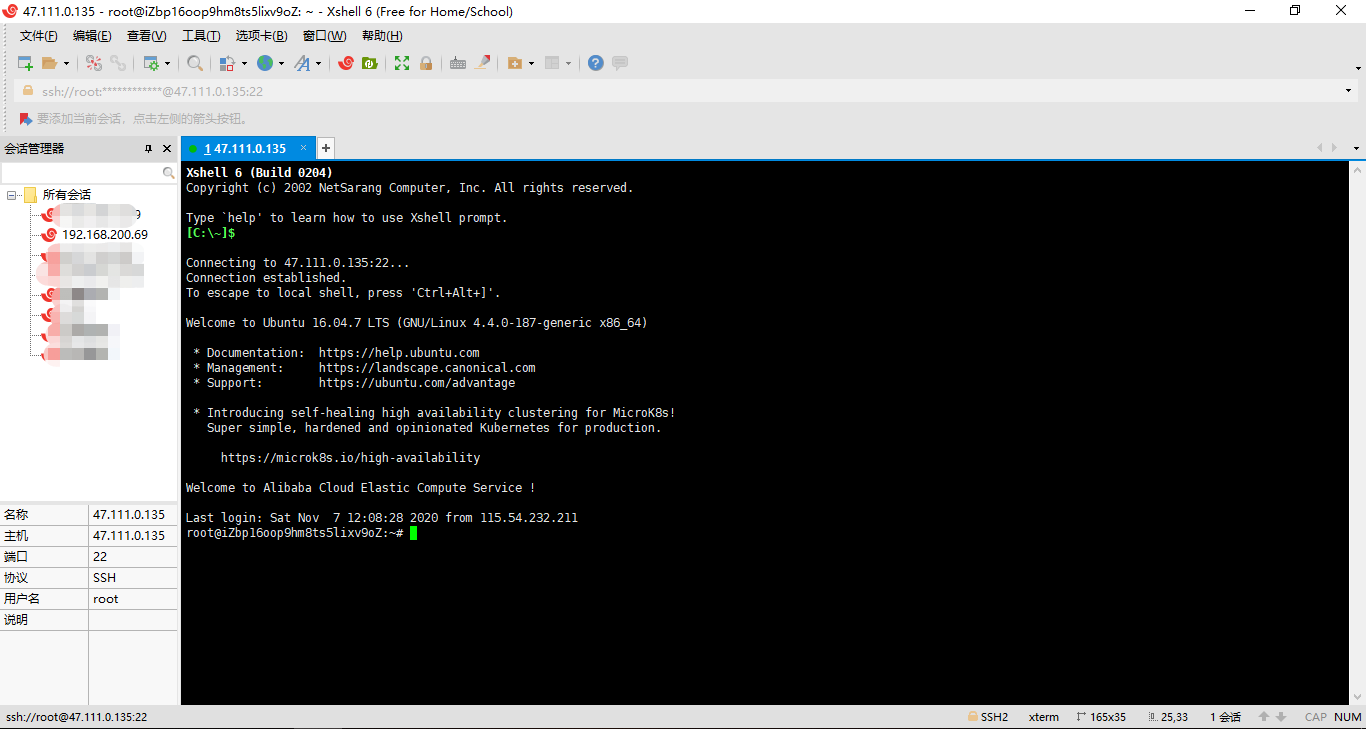 47.111.0.135 - root@iZbp16oop9hm8ts5lixv9oZ: ~ - Xshell 6 (Free for Home/School)
文件(F) 编辑(E) 查看(V) 工具(T) 选项卡(B) 窗口(W) 帮助(H)
ssh://root:************@47.111.0.135:22
要添加当前会话，点击左侧的箭头按钮。
会话管理器
1 47.111.0.135
所有会话
9
192.168.200.69
Xshell 6 (Build 0204)
Copyright (c) 2002 NetSarang Computer, Inc. All rights reserved.
Type `help' to learn how to use Xshell prompt.
[C:\~]$
Connecting to 47.111.0.135:22...
Connection established.
To escape to local shell, press 'Ctrl+Alt+]'.
Welcome to Ubuntu 16.04.7 LTS (GNU/Linux 4.4.0-187-generic x86_64)
* Documentation:  https://help.ubuntu.com
* Management:     https://landscape.canonical.com
* Support:        https://ubuntu.com/advantage
* Introducing self-healing high availability clustering for MicroK8s!
Super simple, hardened and opinionated Kubernetes for production.
https://microk8s.io/high-availability
Welcome to Alibaba Cloud Elastic Compute Service !
Last login: Sat Nov  7 12:08:28 2020 from 115.54.232.211
root@iZbp16oop9hm8ts5lixv9oZ:~#
名称 47.111.0.135
主机 47.111.0.135
端口 22
协议 SSH
用户名 root
说明
ssh://root@47.111.0.135:22 SSH2 xterm 165x35 25,33 1 会话 CAP NUM